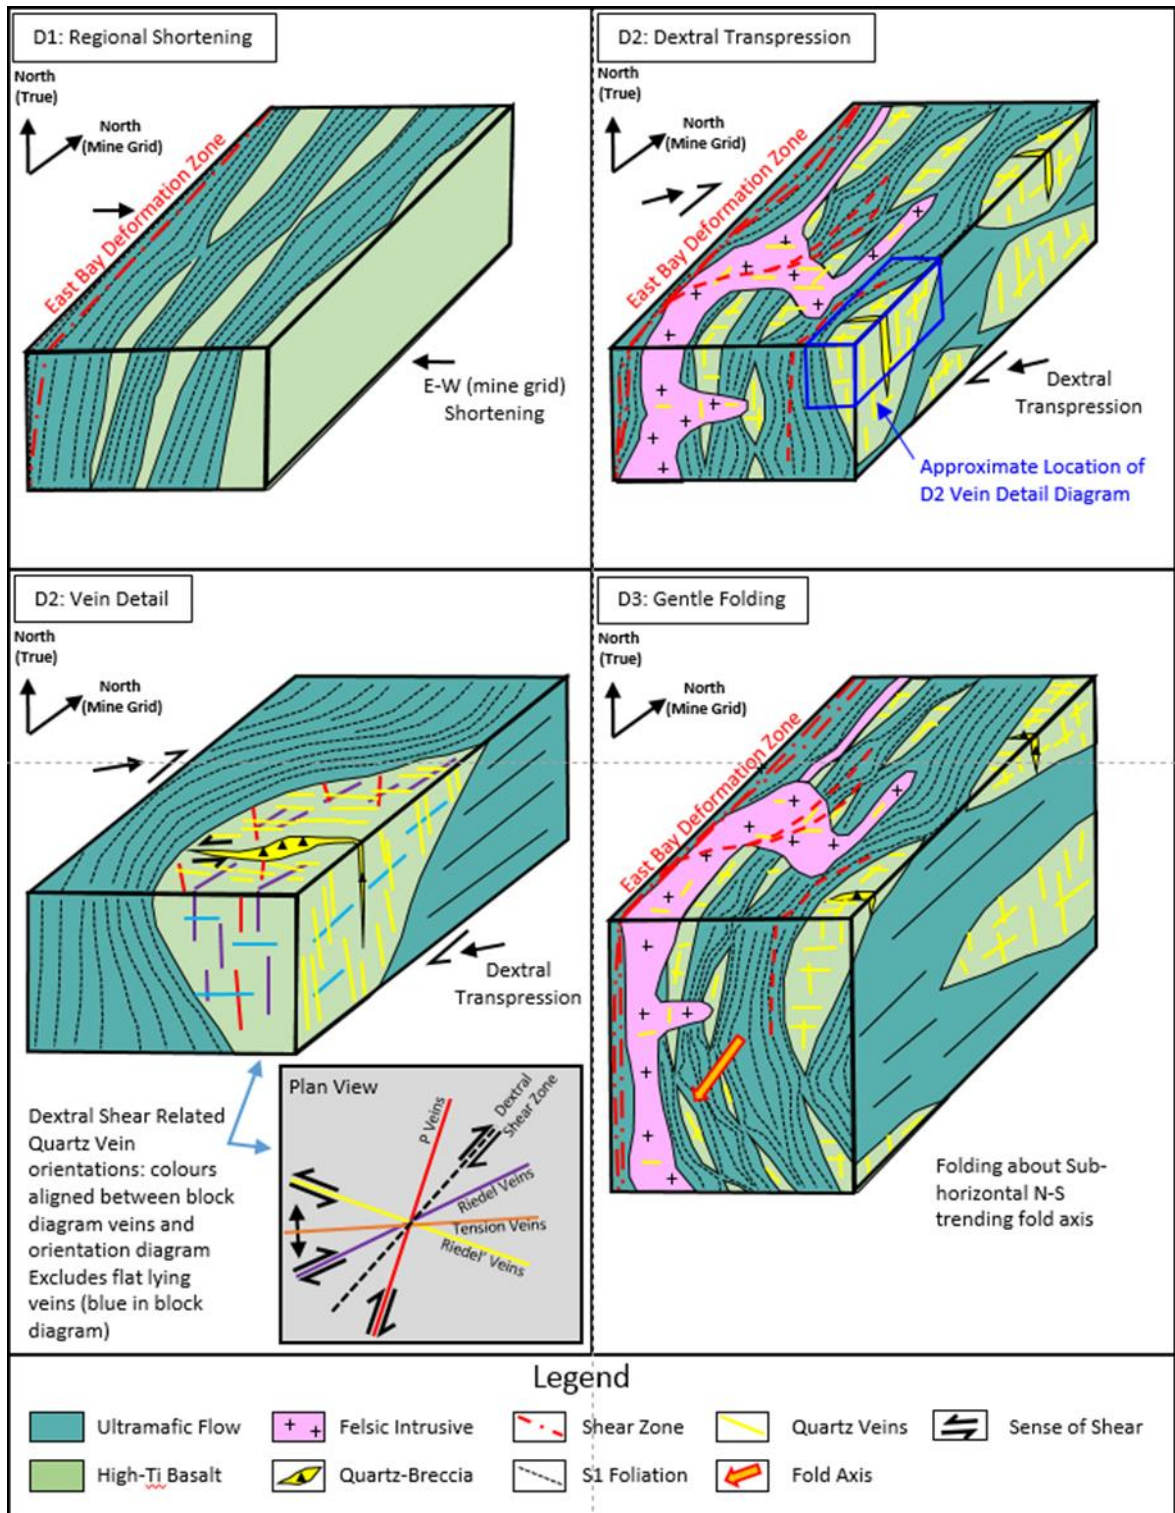 D1: Regional Shortening
North
(True)
North
(Mine Grid)
East Bay Deformation Zone
E-W (mine grid)
Shortening
D2: Dextral Transpression
North
(True)
North
(Mine Grid)
East Bay Deformation Zone
Dextral
Transpression
Approximate Location of
D2 Vein Detail Diagram
D2: Vein Detail
North
(True)
North
(Mine Grid)
Dextral
Transpression
Dextral Shear Related
Quartz Vein
orientations: colours
aligned between block
diagram veins and
orientation diagram
Excludes flat lying
veins (blue in block
diagram)
Plan View
P Veins
Dextral
Shear Zone
Riedel Veins
Tension Veins
Riedel' Veins
D3: Gentle Folding
North
(True)
North
(Mine Grid)
East Bay Deformation Zone
Folding about Sub-
horizontal N-S
trending fold axis
Legend
Ultramafic Flow
Felsic Intrusive
Shear Zone
Quartz Veins
Sense of Shear
High-Ti Basalt
Quartz-Breccia
S1 Foliation
Fold Axis